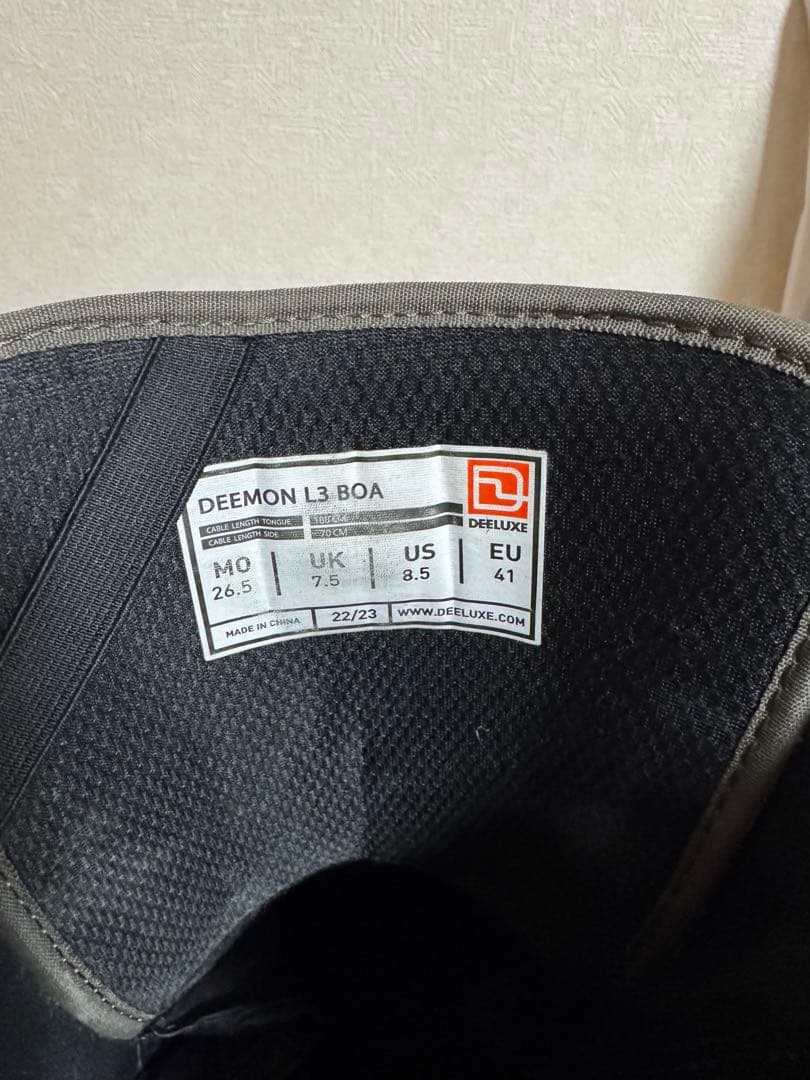 DEEMON L3 BOA
DEELUXE
CABLE LENGTH TONGUE
CABLE LENGTH SIDE 70 CM
MO UK US EU
26.5 7.5 8.5 41
MADE IN CHINA 22/23 WWW.DEELUXE.COM